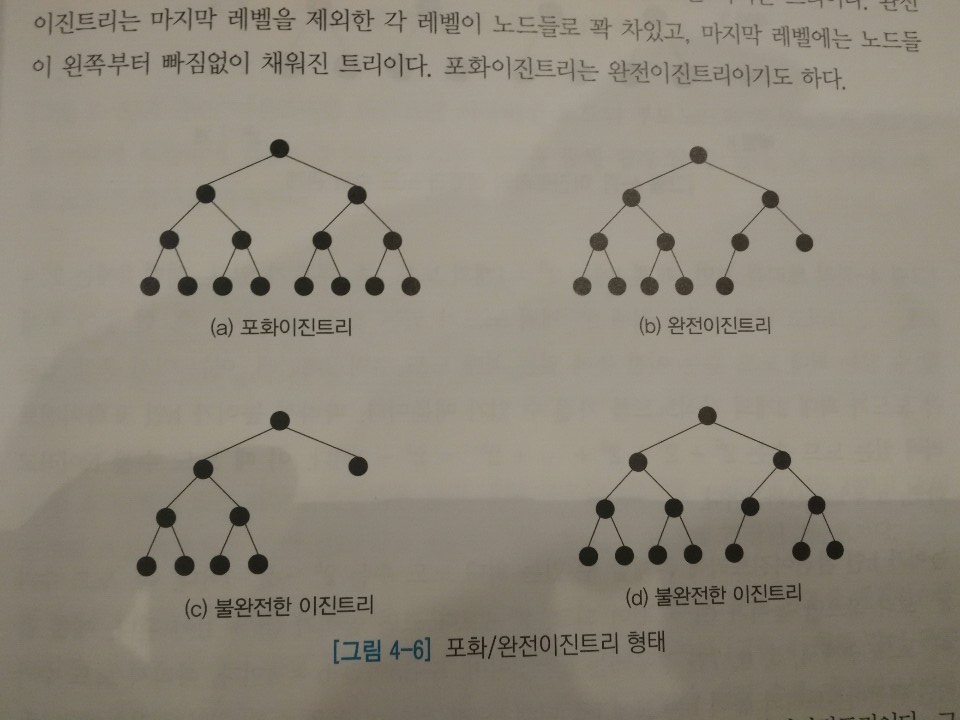 이진트리는 마지막 레벨을 제외한 각 레벨이 노드들로 꽉 차있고, 마지막 레벨에는 노드들
이 왼쪽부터 빠짐없이 채워진 트리이다. 포화이진트리는 완전이진트리이기도 하다.
(a) 포화이진트리
(b) 완전이진트리
(c) 불완전한 이진트리
(d) 불완전한 이진트리
[그림 4-6] 포화/완전이진트리 형태